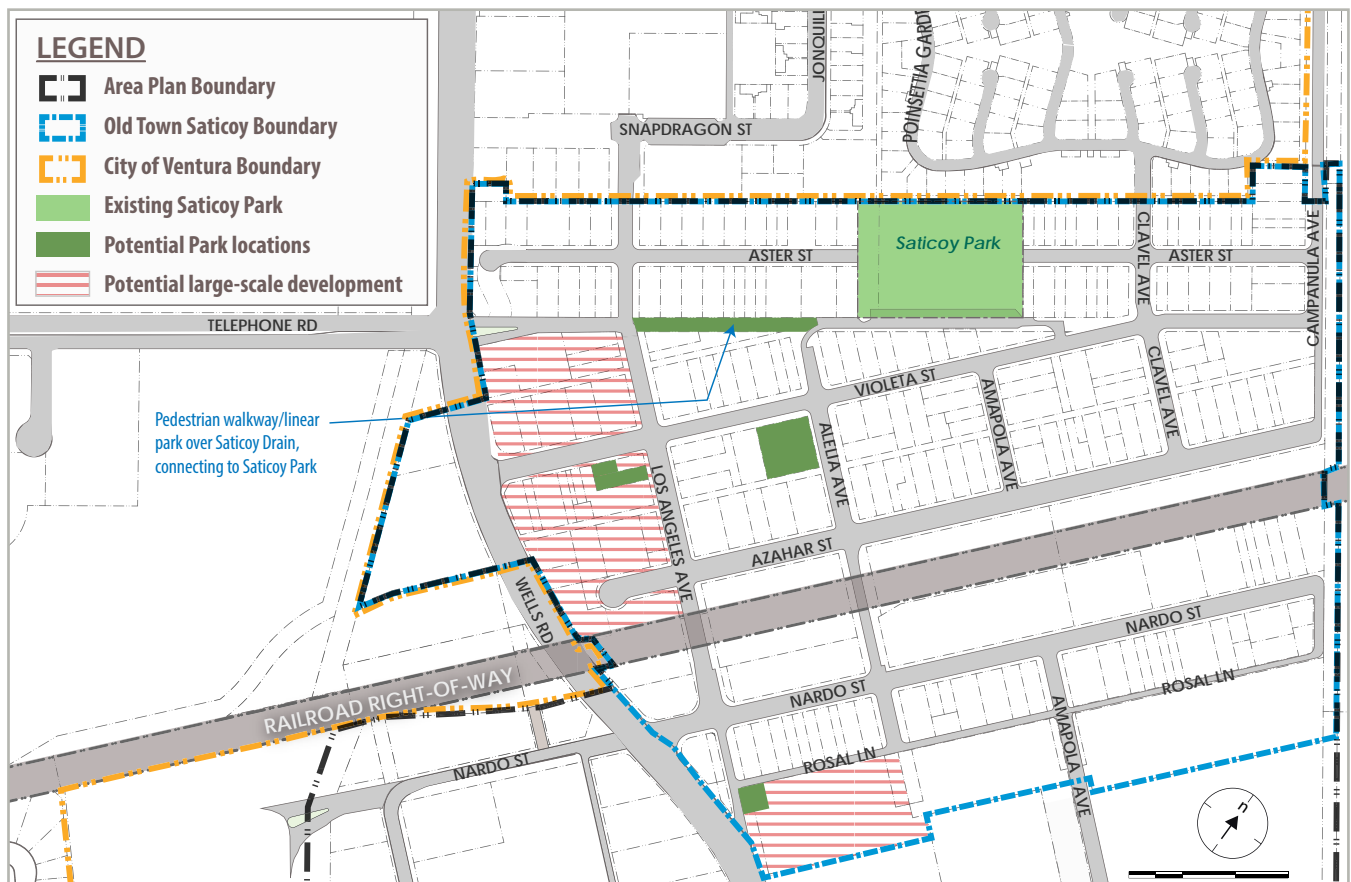 LEGEND
Area Plan Boundary
Old Town Saticoy Boundary
City of Ventura Boundary
Existing Saticoy Park
Potential Park locations
Potential large-scale development
JONQUIL
POINSETTIA GARD
SNAPDRAGON ST
Saticoy Park
ASTER ST
CLAVEL AVE
ASTER ST
CAMPANULA AVE
TELEPHONE RD
Pedestrian walkway/linear
park over Saticoy Drain,
connecting to Saticoy Park
VIOLETA ST
AMAPOLA AVE
CLAVEL AVE
ALELIA AVE
LOS ANGELES AVE
AZAHAR ST
WELLS RD
NARDO ST
RAILROAD RIGHT-OF-WAY
NARDO ST
ROSAL LN
AMAPOLA AVE
NARDO ST
ROSAL LN
n